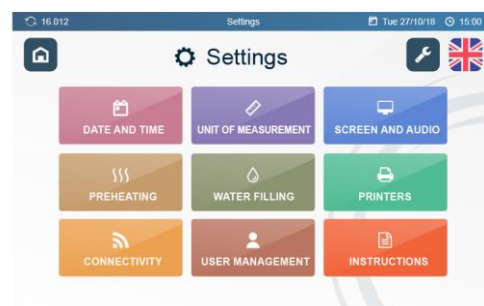 16.012 Settings Tue 27/10/18 15:00
Settings
DATE AND TIME UNIT OF MEASUREMENT SCREEN AND AUDIO
PREHEATING WATER FILLING PRINTERS
CONNECTIVITY USER MANAGEMENT INSTRUCTIONS